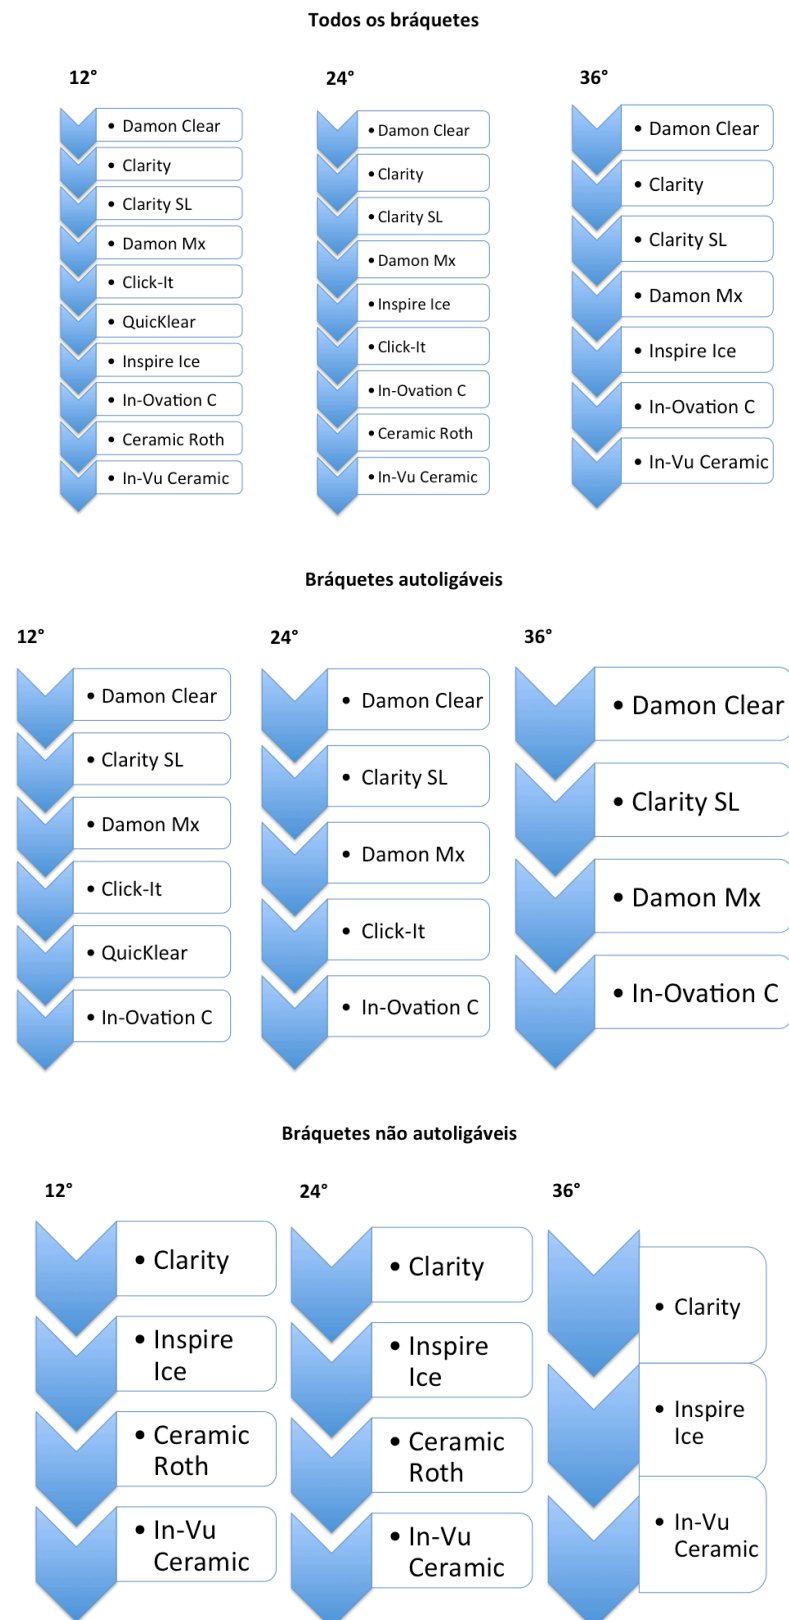 Todos os bráquetes
12°
• Damon Clear
• Clarity
• Clarity SL
• Damon Mx
• Click-It
• QuicKlear
• Inspire Ice
• In-Ovation C
• Ceramic Roth
• In-Vu Ceramic
24°
• Damon Clear
• Clarity
• Clarity SL
• Damon Mx
• Inspire Ice
• Click-It
• In-Ovation C
• Ceramic Roth
• In-Vu Ceramic
36°
• Damon Clear
• Clarity
• Clarity SL
• Damon Mx
• Inspire Ice
• In-Ovation C
• In-Vu Ceramic
Bráquetes autoligáveis
12°
• Damon Clear
• Clarity SL
• Damon Mx
• Click-It
• QuicKlear
• In-Ovation C
24°
• Damon Clear
• Clarity SL
• Damon Mx
• Click-It
• In-Ovation C
36°
• Damon Clear
• Clarity SL
• Damon Mx
• In-Ovation C
Bráquetes não autoligáveis
12°
• Clarity
• Inspire
Ice
• Ceramic
Roth
• In-Vu
Ceramic
24°
• Clarity
• Inspire
Ice
• Ceramic
Roth
• In-Vu
Ceramic
36°
• Clarity
• Inspire
Ice
• In-Vu
Ceramic